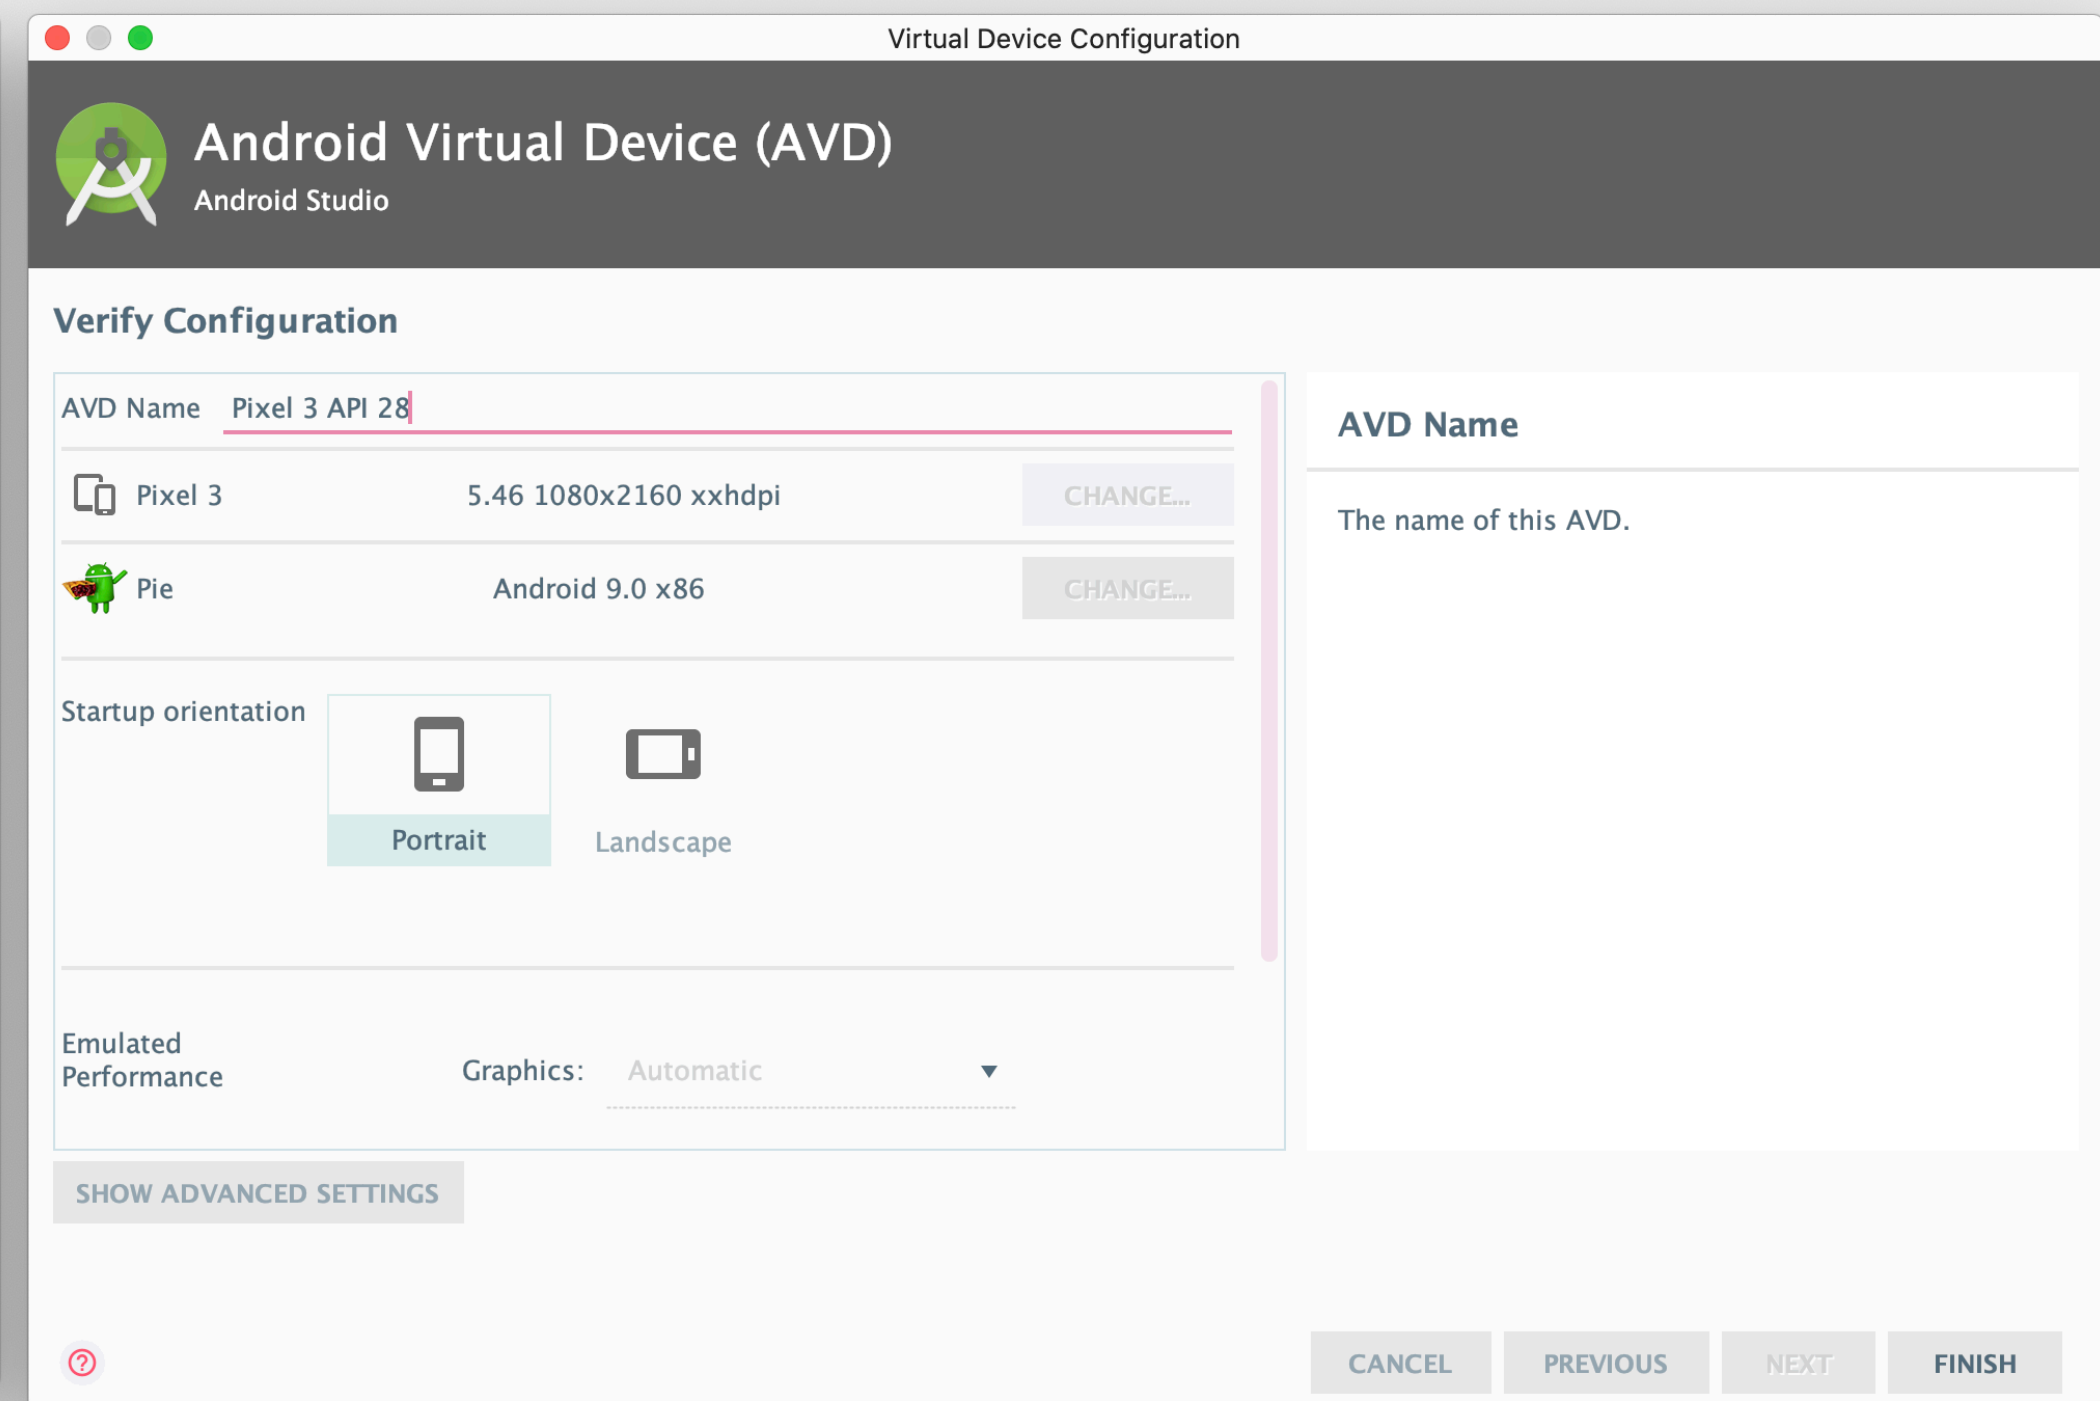 Virtual Device Configuration
Android Virtual Device (AVD)
Android Studio
Verify Configuration
AVD Name Pixel 3 API 28
Pixel 3 5.46 1080x2160 xxhdpi CHANGE...
Pie Android 9.0 x86 CHANGE...
Startup orientation
Portrait
Landscape
Emulated
Performance
Graphics: Automatic
AVD Name
The name of this AVD.
SHOW ADVANCED SETTINGS
?
CANCEL PREVIOUS NEXT FINISH